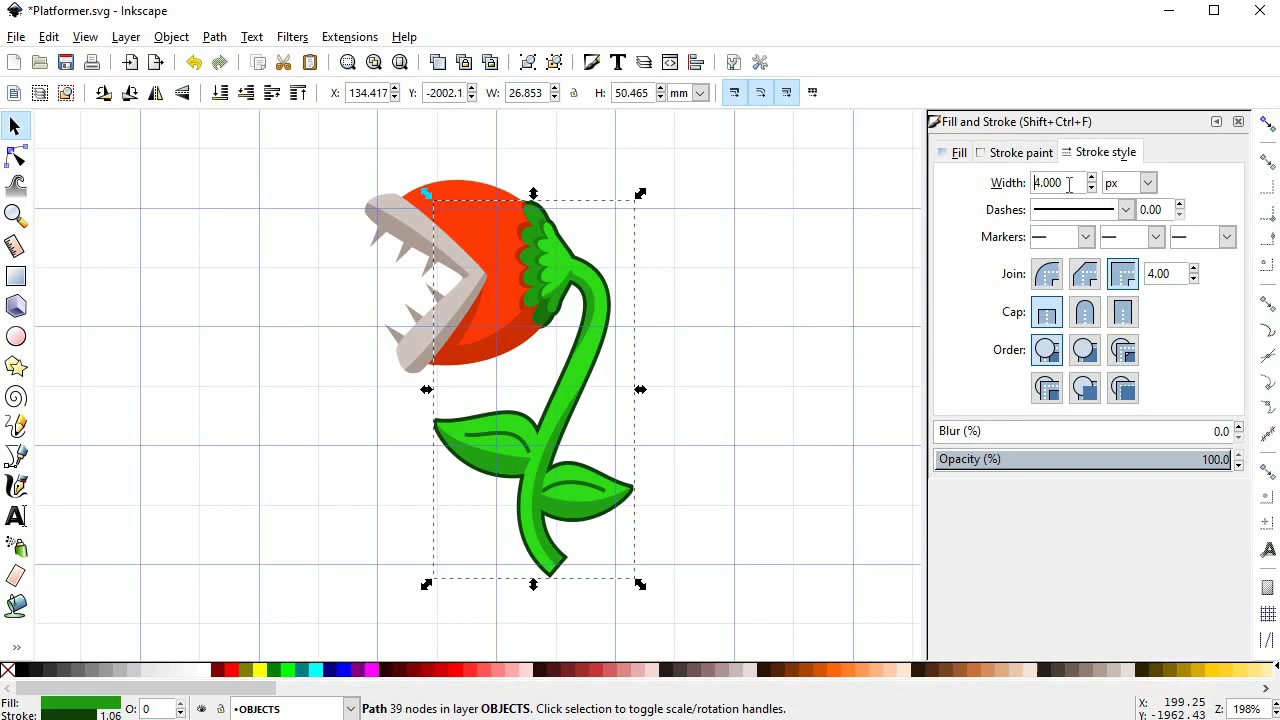 *Platformer.svg - Inkscape
File Edit View Layer Object Path Text Filters Extensions Help
X: 134.417 Y: -2002.1 W: 26.853 H: 50.465 mm
Fill and Stroke (Shift+Ctrl+F)
Fill Stroke paint Stroke style
Width: 4.000 px
Dashes: 0.00
Markers:
Join: 4.00
Cap:
Order:
Blur (%) 0.0
Opacity (%) 100.0
Fill:
Stroke: 1.06
O: 0
•OBJECTS
Path 39 nodes in layer OBJECTS. Click selection to toggle scale/rotation handles.
X: 199.25
Y: -1962.43
Z: 198%